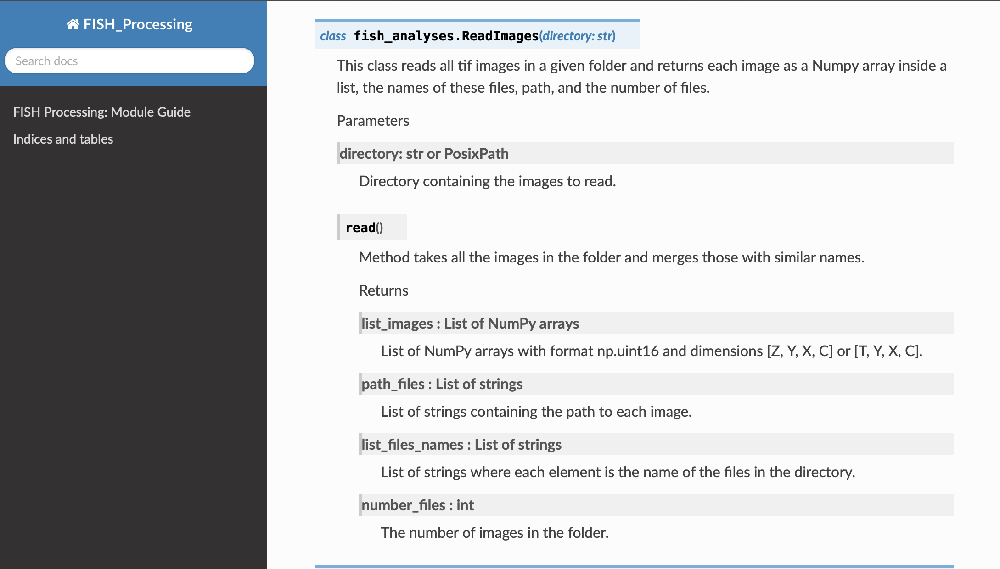 FISH_Processing
Search docs
FISH Processing: Module Guide
Indices and tables
class fish_analyses.ReadImages(directory: str)
This class reads all tif images in a given folder and returns each image as a Numpy array inside a
list, the names of these files, path, and the number of files.
Parameters
directory: str or PosixPath
Directory containing the images to read.
read()
Method takes all the images in the folder and merges those with similar names.
Returns
list_images : List of NumPy arrays
List of NumPy arrays with format np.uint16 and dimensions [Z, Y, X, C] or [T, Y, X, C].
path_files : List of strings
List of strings containing the path to each image.
list_files_names : List of strings
List of strings where each element is the name of the files in the directory.
number_files : int
The number of images in the folder.